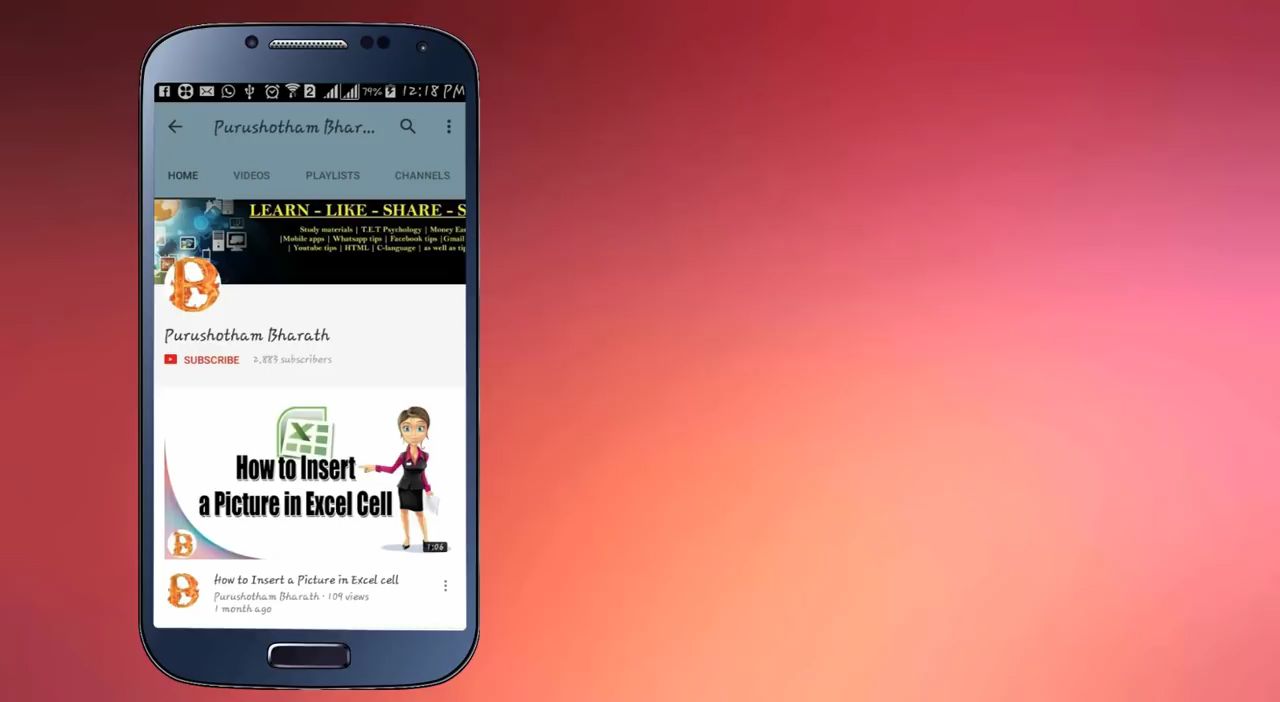 2 79% 12:18 PM
Purushotham Bhar...
HOME VIDEOS PLAYLISTS CHANNELS
LEARN - LIKE - SHARE - S
Study materials | T.E.T Psychology | Money Ea
|Mobile apps | Whatsapp tips | Facebook tips |Gmail
| Youtube tips | HTML | C-language | as well as tip
B
Purushotham Bharath
SUBSCRIBE 2,883 subscribers
How to Insert
a Picture in Excel Cell
B
1:06
B
How to Insert a Picture in Excel cell
Purushotham Bharath · 109 views
1 month ago